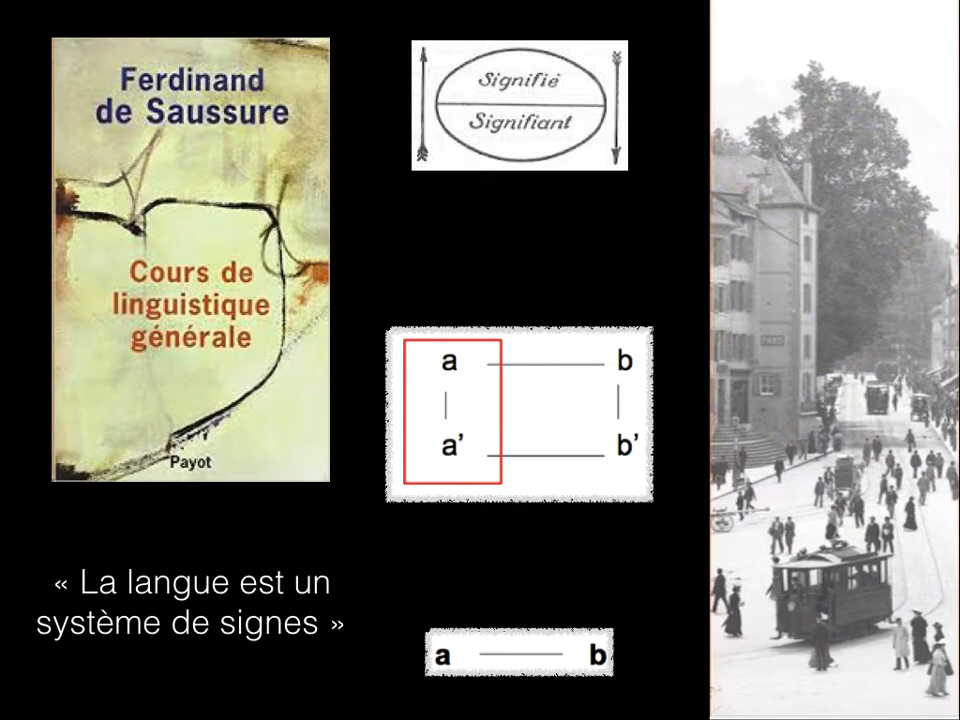 Ferdinand
de Saussure
Cours de
linguistique
générale
Payot
« La langue est un
système de signes »
Signifié
Signifiant
a b
a’ b’
a b